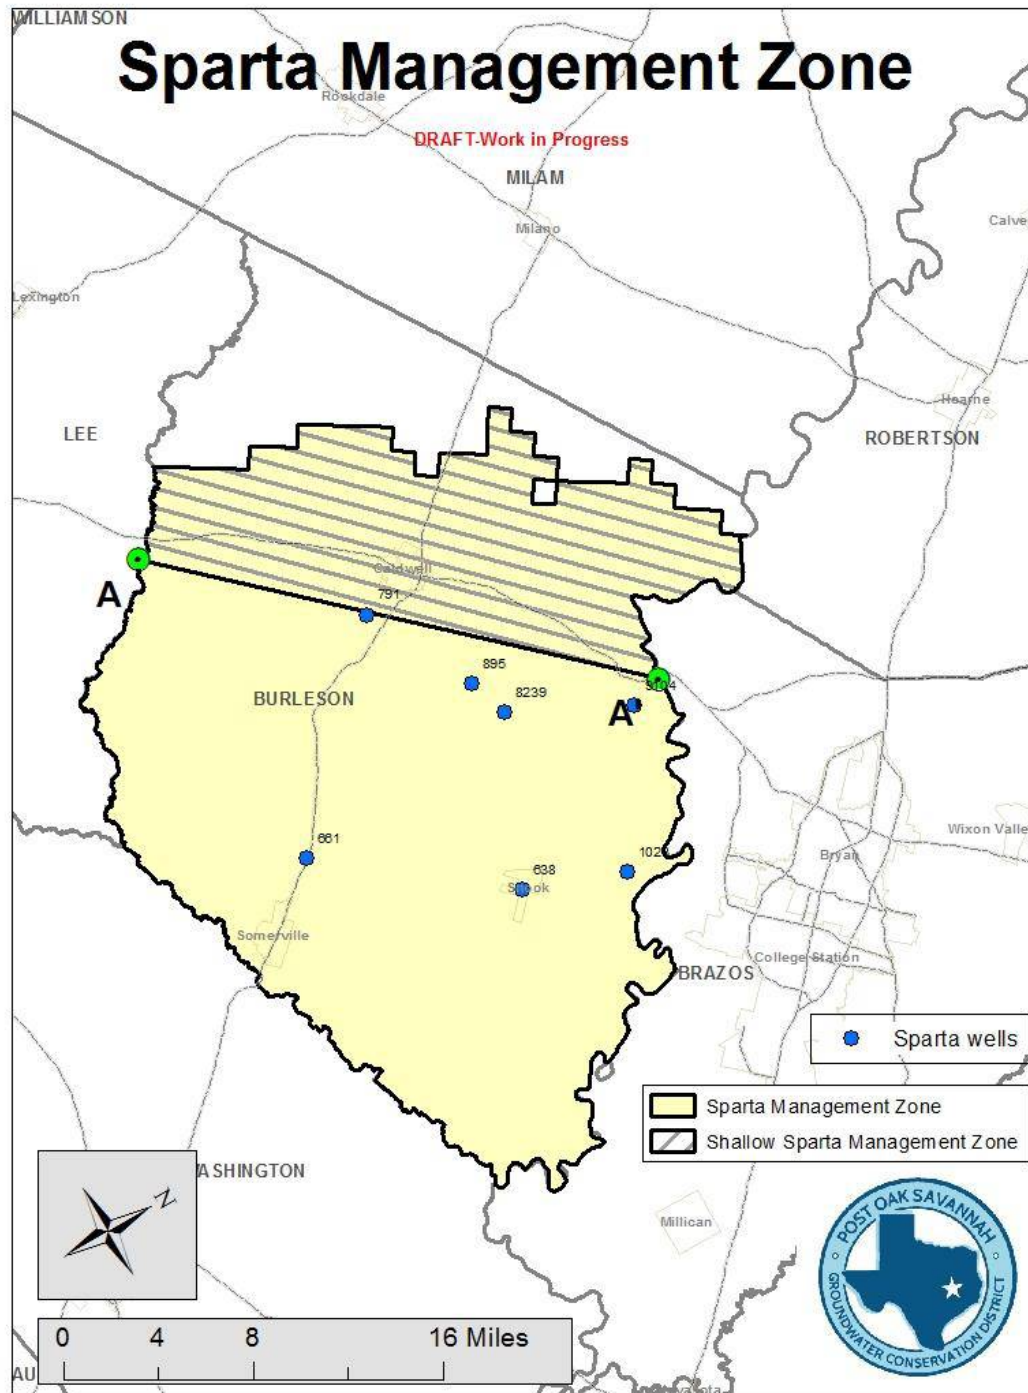 WILLIAMSON
Sparta Management Zone
Rockdale
DRAFT-Work in Progress
MILAM
Milano
Calve
Lexington
Hearne
LEE
ROBERTSON
Caldwell
A
791
895
8239
BURLESON
9104
A'
661
638
Snook
102
Wixon Valle
Bryan
Somerville
College Station
BRAZOS
Sparta wells
Sparta Management Zone
Shallow Sparta Management Zone
ASHINGTON
N
Millican
POST OAK SAVANNAH
GROUNDWATER CONSERVATION DISTRICT
0 4 8 16 Miles
AU